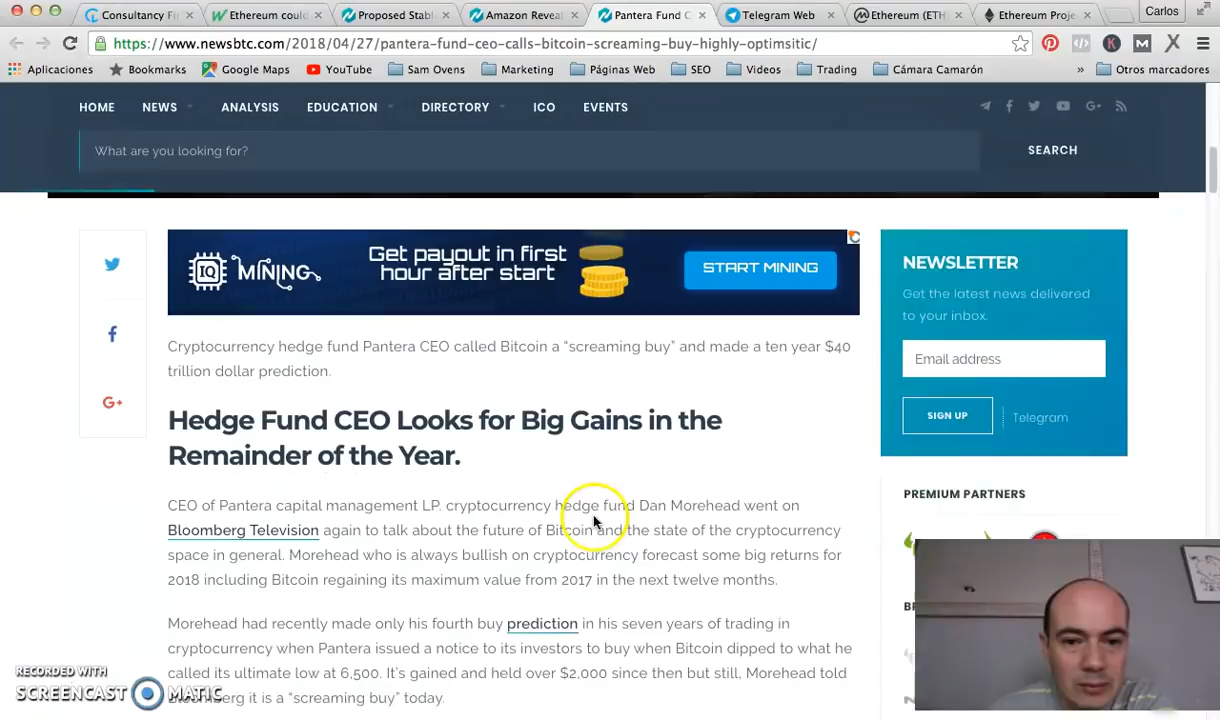 Consultancy Fi
Ethereum coul
Proposed Stabl
Amazon Reveal
Pantera Fund C
Telegram Web
Ethereum (ETH
Ethereum Proje
Carlos
https://www.newsbtc.com/2018/04/27/pantera-fund-ceo-calls-bitcoin-screaming-buy-highly-optimsitic/
Aplicaciones
Bookmarks
Google Maps
YouTube
Sam Ovens
Marketing
Páginas Web
SEO
Videos
Trading
Cámara Camarón
»
Otros marcadores
HOME
NEWS
ANALYSIS
EDUCATION
DIRECTORY
ICO
EVENTS
What are you looking for?
SEARCH
IQ MINING
Get payout in first
hour after start
START MINING
Cryptocurrency hedge fund Pantera CEO called Bitcoin a “screaming buy” and made a ten year $40
trillion dollar prediction.
Hedge Fund CEO Looks for Big Gains in the
Remainder of the Year.
CEO of Pantera capital management LP. cryptocurrency hedge fund Dan Morehead went on
Bloomberg Television again to talk about the future of Bitcoin and the state of the cryptocurrency
space in general. Morehead who is always bullish on cryptocurrency forecast some big returns for
2018 including Bitcoin regaining its maximum value from 2017 in the next twelve months.
Morehead had recently made only his fourth buy prediction in his seven years of trading in
cryptocurrency when Pantera issued a notice to its investors to buy when Bitcoin dipped to what he
called its ultimate low at 6,500. It’s gained and held over $2,000 since then but still, Morehead told
Bloomberg it is a “screaming buy” today.
NEWSLETTER
Get the latest news delivered
to your inbox.
Email address
SIGN UP
Telegram
PREMIUM PARTNERS
RECORDED WITH
SCREENCAST MATIC